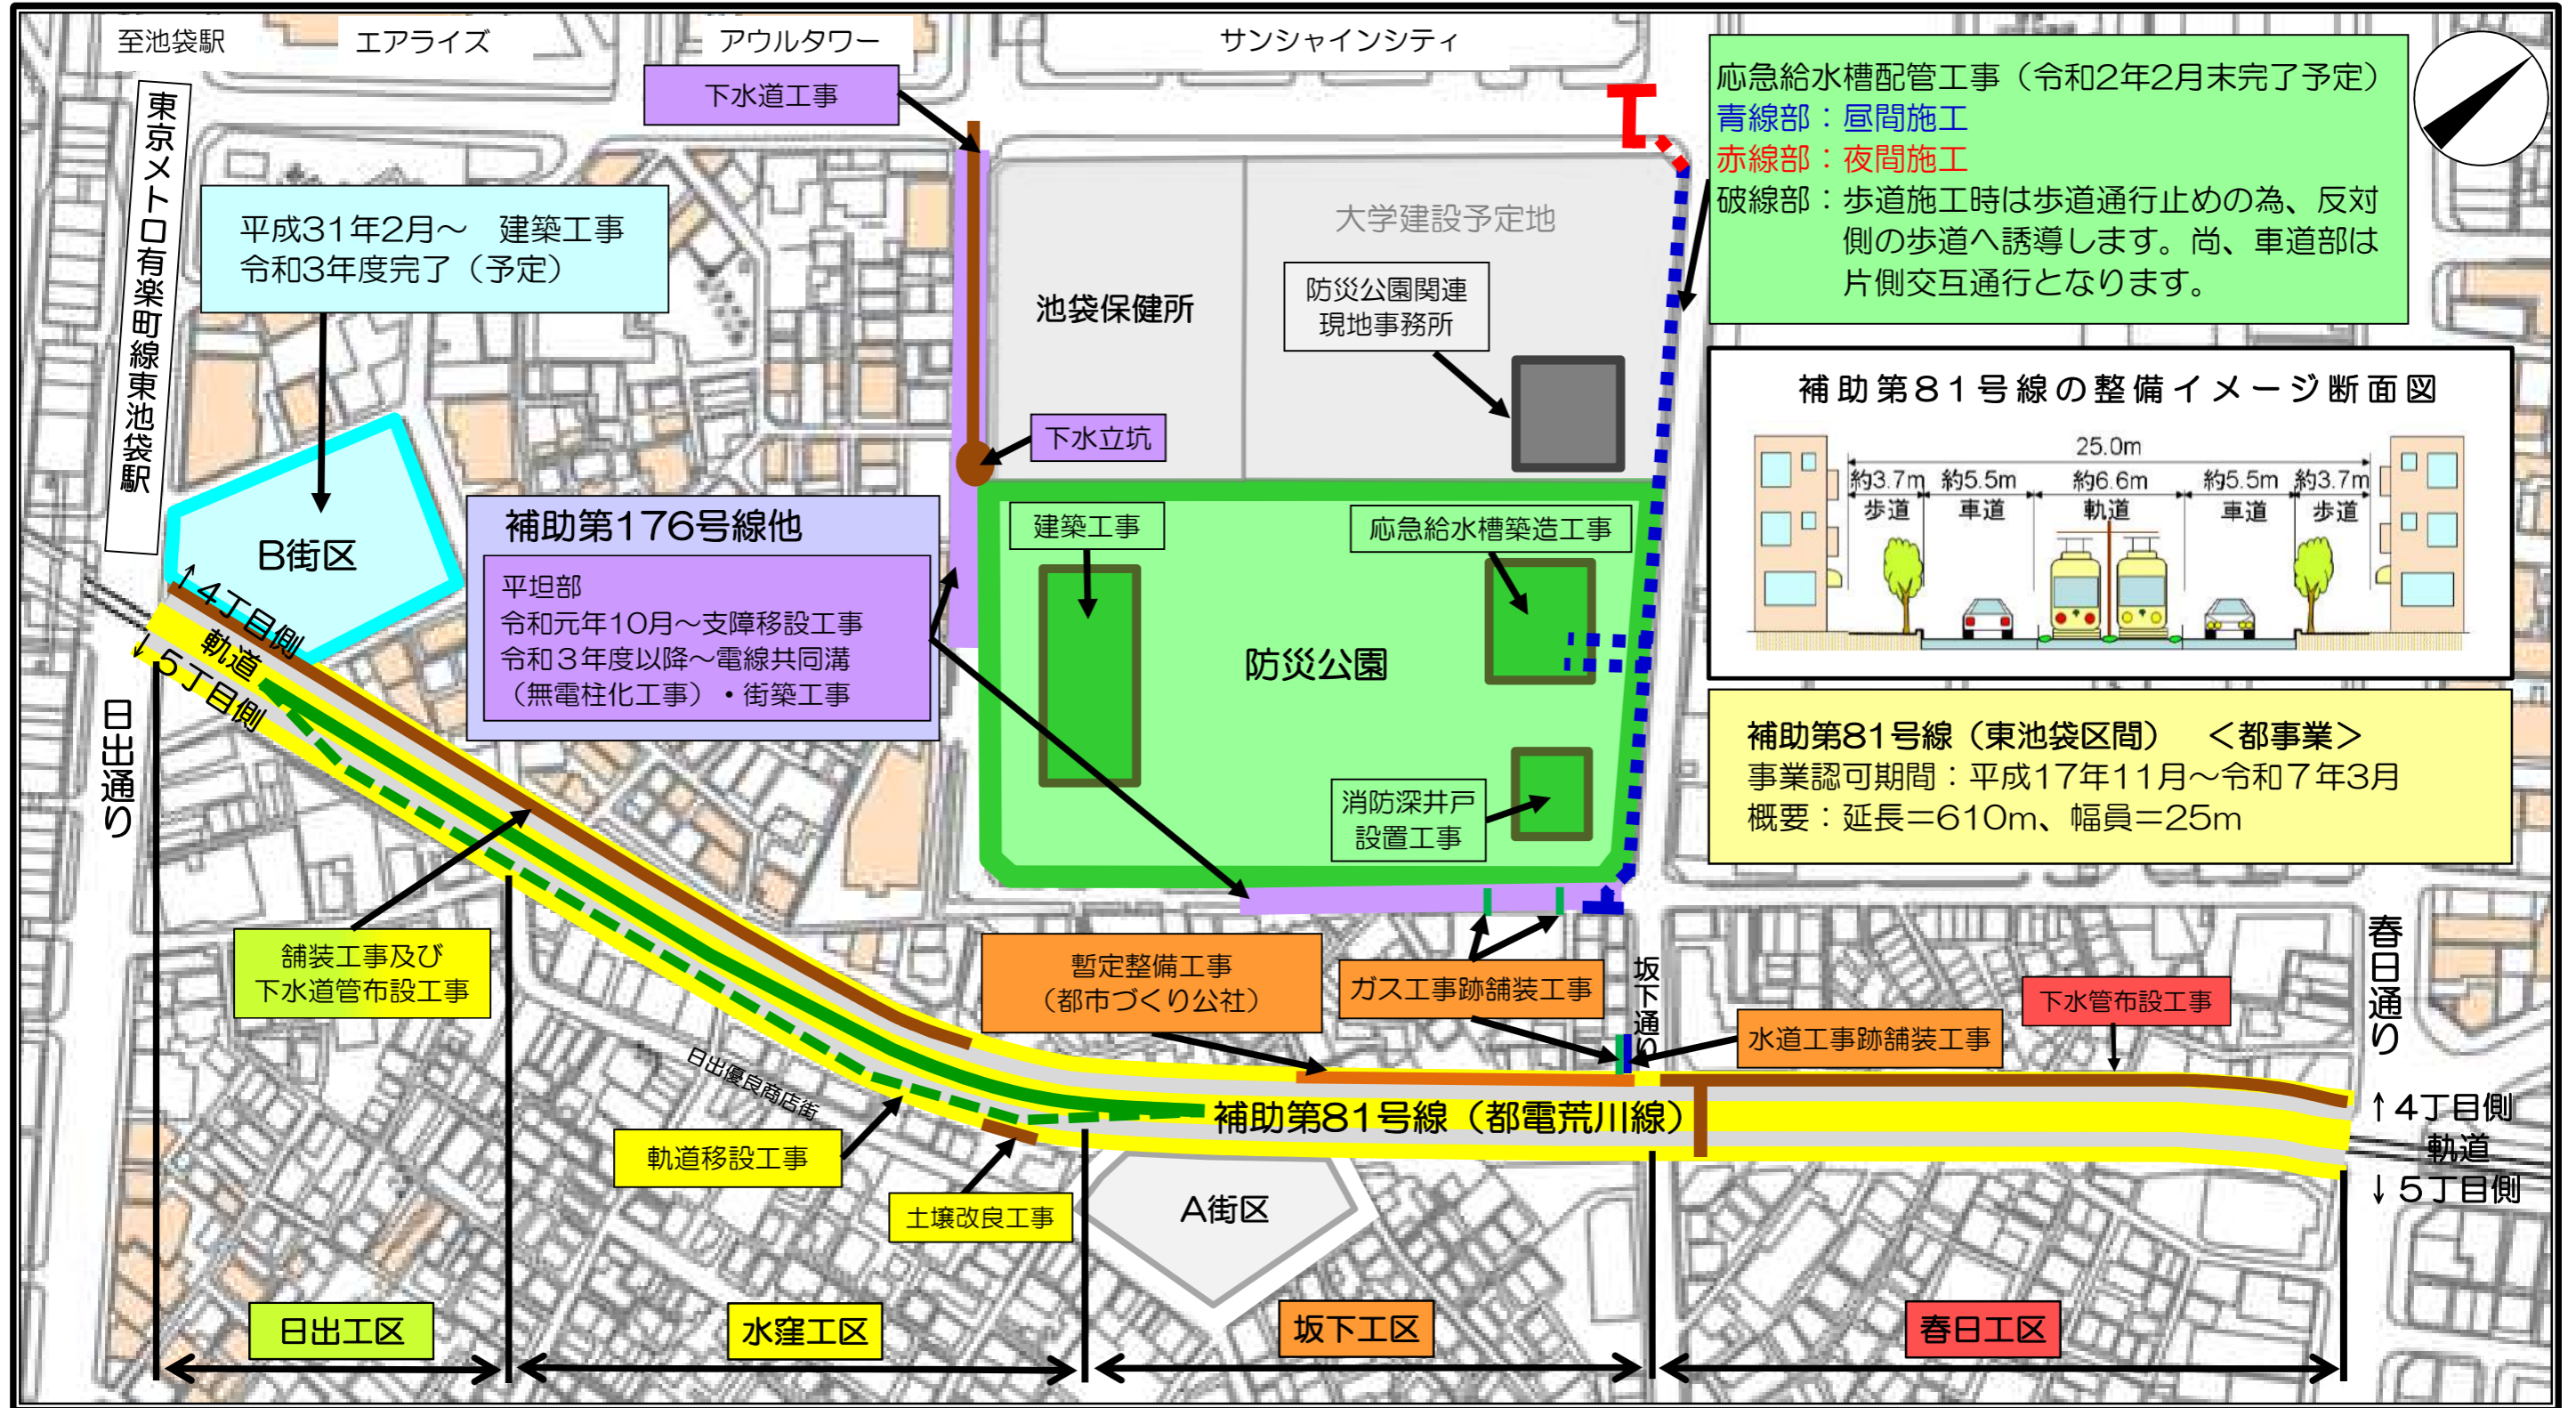 至池袋駅
エアライズ
アウルタワー
サンシャインシティ
東京メトロ有楽町線東池袋駅
下水道工事
応急給水槽配管工事（令和2年2月末完了予定）
青線部：昼間施工
赤線部：夜間施工
破線部：歩道施工時は歩道通行止めの為、反対
側の歩道へ誘導します。尚、車道部は
片側交互通行となります。
平成31年2月～　建築工事
令和3年度完了（予定）
大学建設予定地
池袋保健所
防災公園関連
現地事務所
下水立坑
補助第81号線の整備イメージ断面図
25.0m
約3.7m 約5.5m 約6.6m 約5.5m 約3.7m
歩道 車道 軌道 車道 歩道
補助第176号線他
平坦部
令和元年10月～支障移設工事
令和３年度以降～電線共同溝
（無電柱化工事）・街築工事
建築工事
応急給水槽築造工事
防災公園
消防深井戸
設置工事
B街区
↑4丁目側
軌道
↓5丁目側
日出通り
補助第81号線（東池袋区間）　＜都事業＞
事業認可期間：平成17年11月～令和7年3月
概要：延長＝610m、幅員＝25m
舗装工事及び
下水道管布設工事
暫定整備工事
（都市づくり公社）
ガス工事跡舗装工事
坂下通り
水道工事跡舗装工事
下水管布設工事
春日通り
日出優良商店街
補助第81号線（都電荒川線）
軌道移設工事
土壌改良工事
A街区
↑4丁目側
軌道
↓5丁目側
日出工区
水窪工区
坂下工区
春日工区